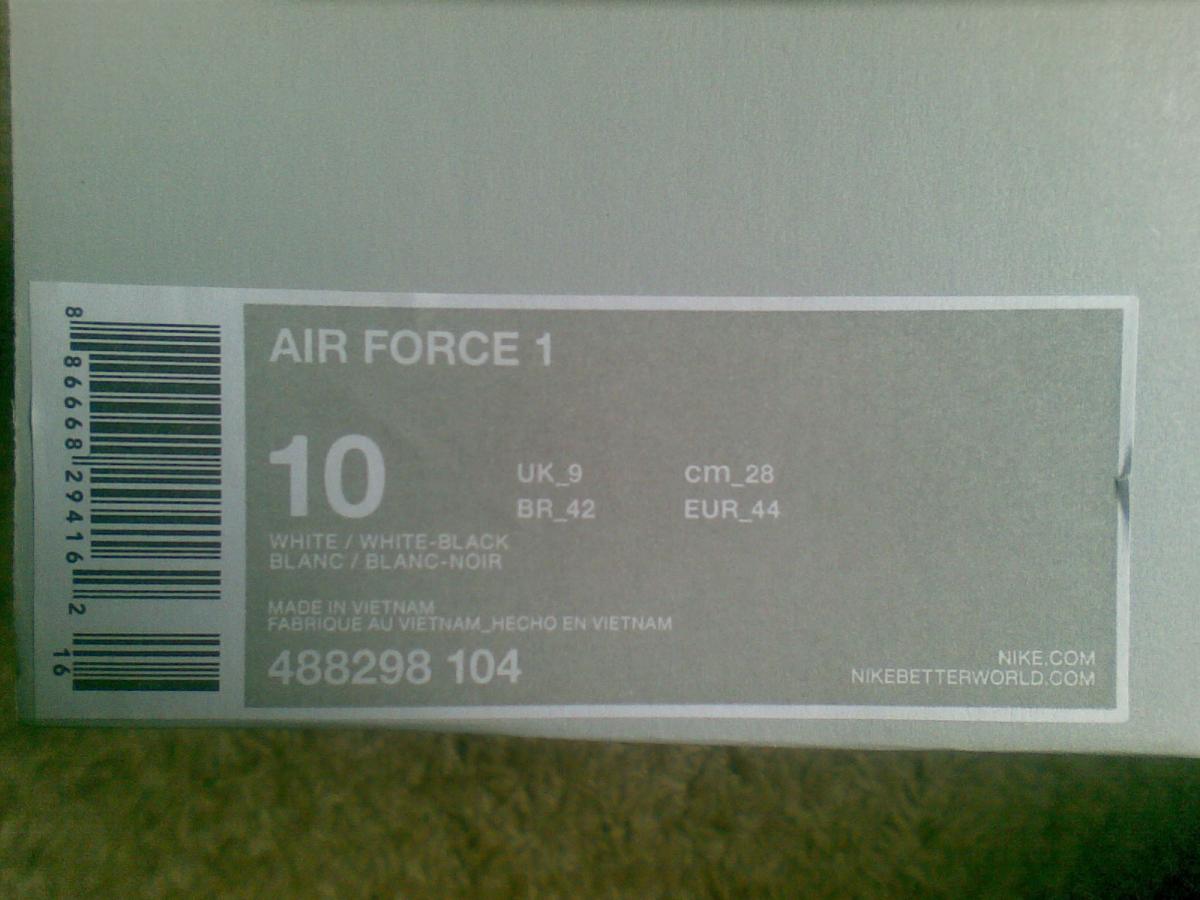 AIR FORCE 1
10
UK_9 cm_28
BR_42 EUR_44
WHITE / WHITE-BLACK
BLANC / BLANC-NOIR
MADE IN VIETNAM
FABRIQUE AU VIETNAM_HECHO EN VIETNAM
488298 104
NIKE.COM
NIKEBETTERWORLD.COM
8 86668 29416 2 16